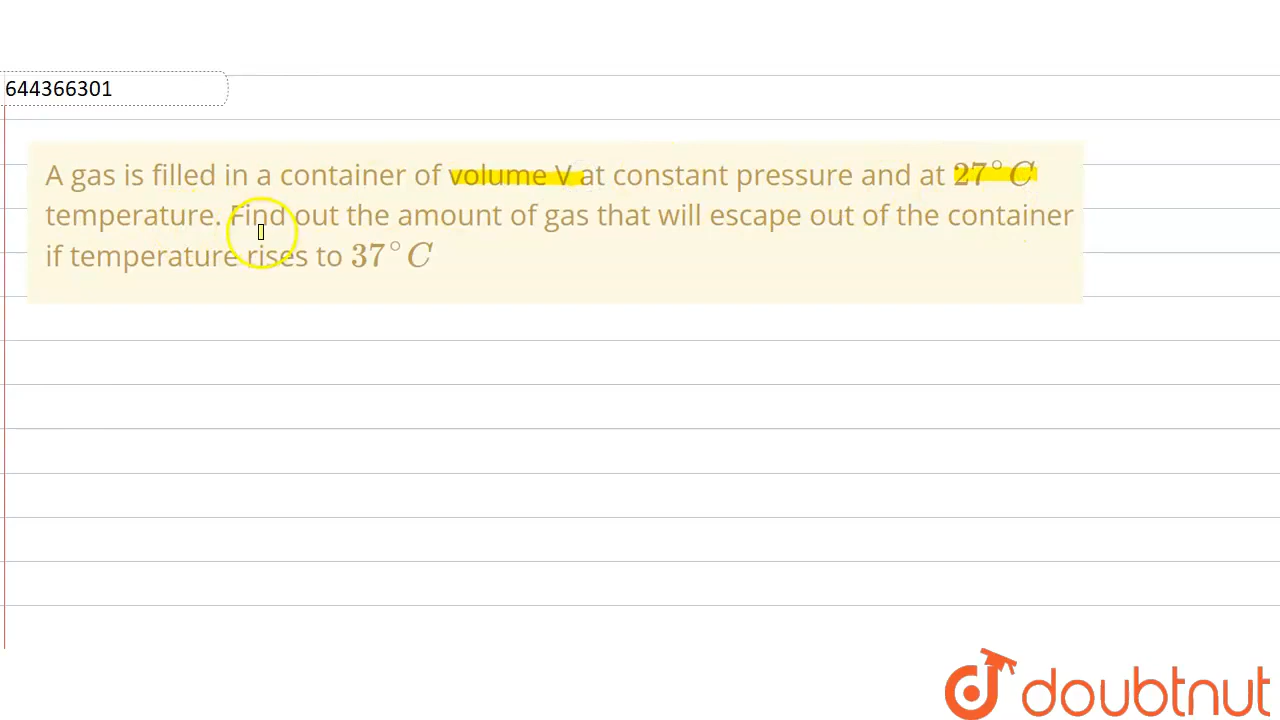 644366301
A gas is filled in a container of volume V at constant pressure and at 27°C
temperature. Find out the amount of gas that will escape out of the container
if temperature rises to 37°C
doubtnut